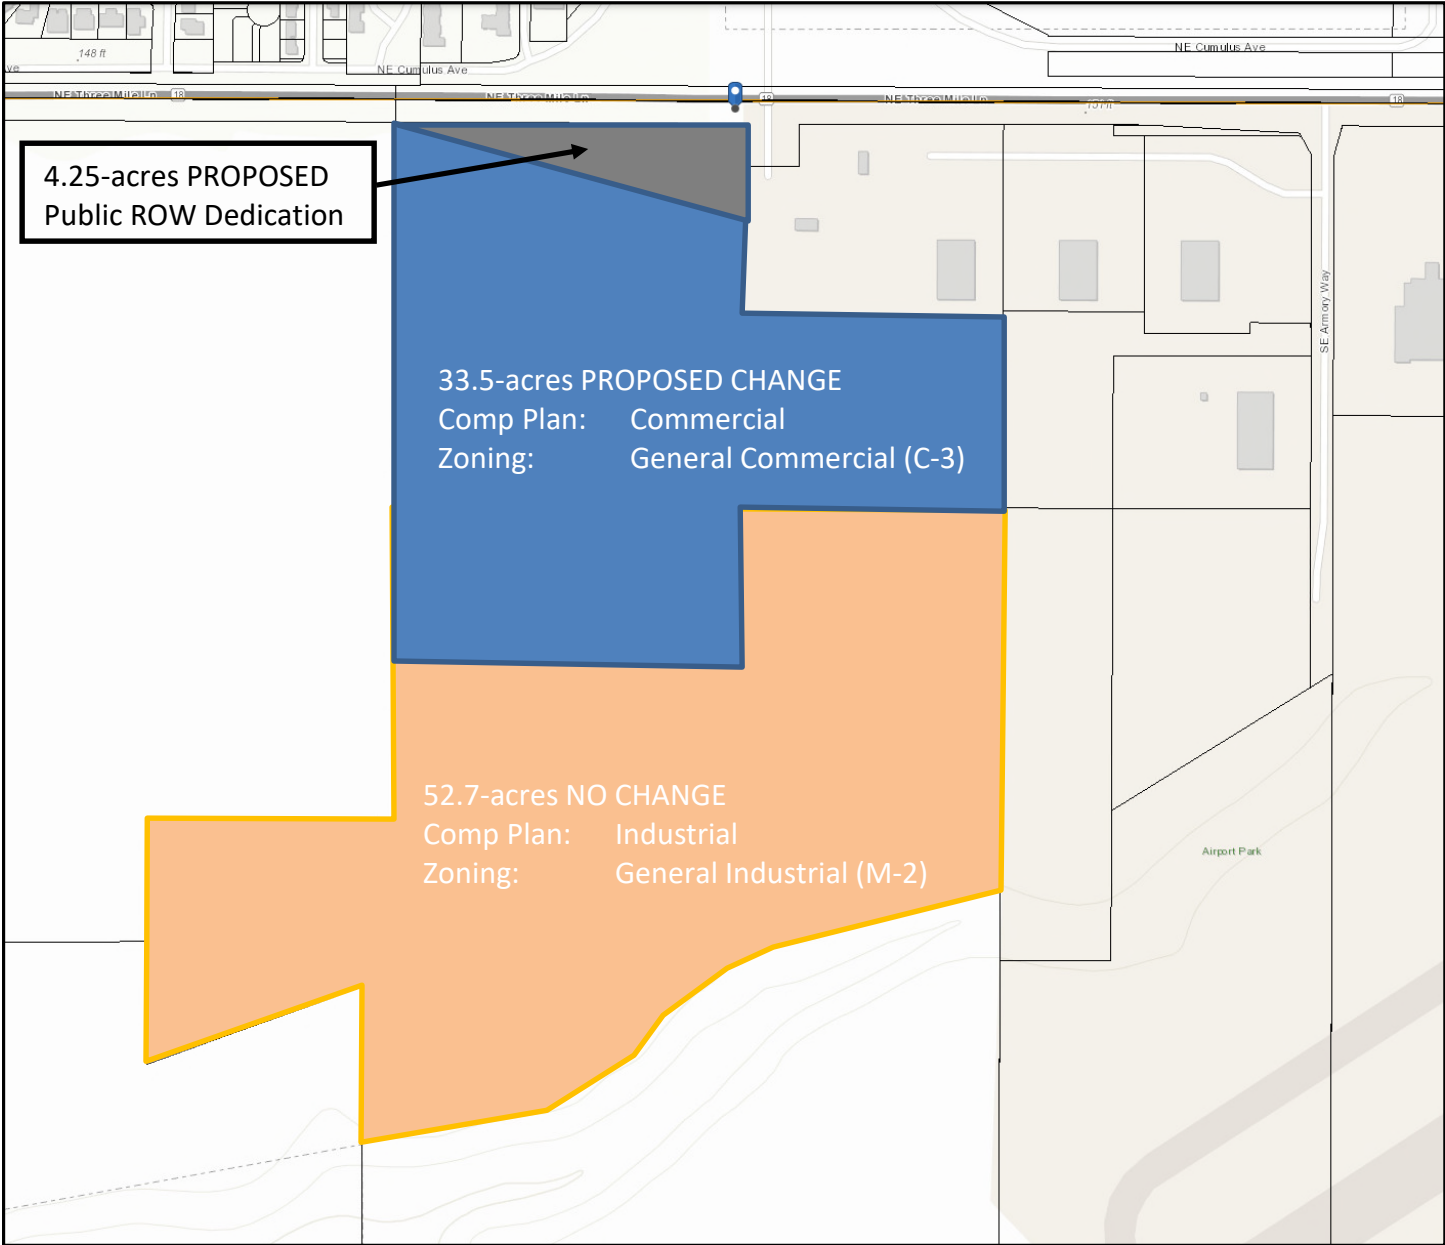 148 ft
NE Cumulus Ave
NE Cumulus Ave
ve
NE Three Mile Ln 18
NE Three Mile Ln
18
NE Three Mile Ln
151 ft
18
4.25-acres PROPOSED
Public ROW Dedication
SE Armory Way
33.5-acres PROPOSED CHANGE
Comp Plan: Commercial
Zoning: General Commercial (C-3)
52.7-acres NO CHANGE
Comp Plan: Industrial
Zoning: General Industrial (M-2)
Airport Park